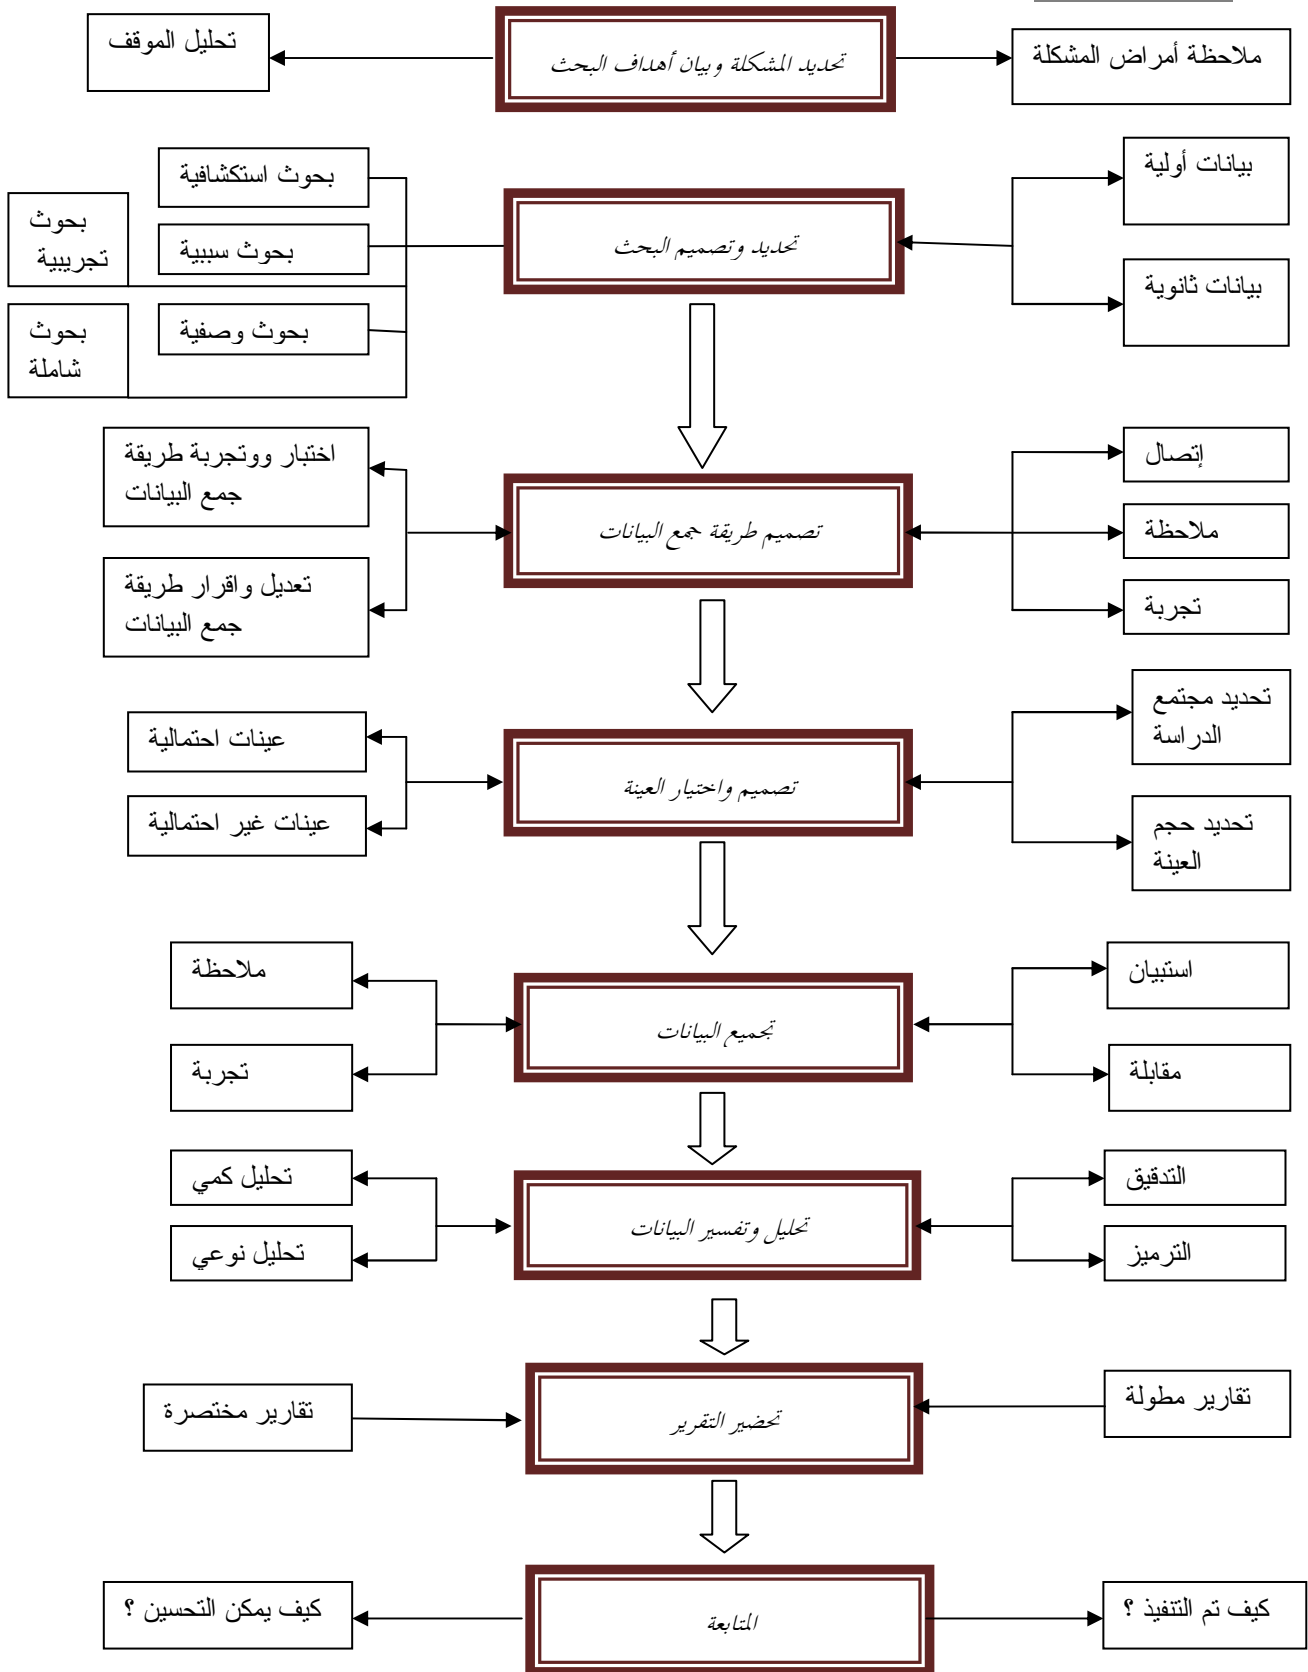 ملاحظة أمراض المشكلة
تحديد المشكلة وبيان أهداف البحث
تحليل الموقف
بيانات أولية
بيانات ثانوية
تحديد وتصميم البحث
بحوث استكشافية
بحوث سببية
بحوث وصفية
بحوث
تجريبية
بحوث
شاملة
إتصال
ملاحظة
تجربة
تصميم طريقة جمع البيانات
اختبار ووتجربة طريقة
جمع البيانات
تعديل واقرار طريقة
جمع البيانات
تحديد مجتمع
الدراسة
تحديد حجم
العينة
تصميم واختيار العينة
عينات احتمالية
عينات غير احتمالية
استبيان
مقابلة
تجميع البيانات
ملاحظة
تجربة
التدقيق
الترميز
تحليل وتفسير البيانات
تحليل كمي
تحليل نوعي
تقارير مطولة
تحضير التقرير
تقارير مختصرة
كيف تم التنفيذ ؟
المتابعة
كيف يمكن التحسين ؟